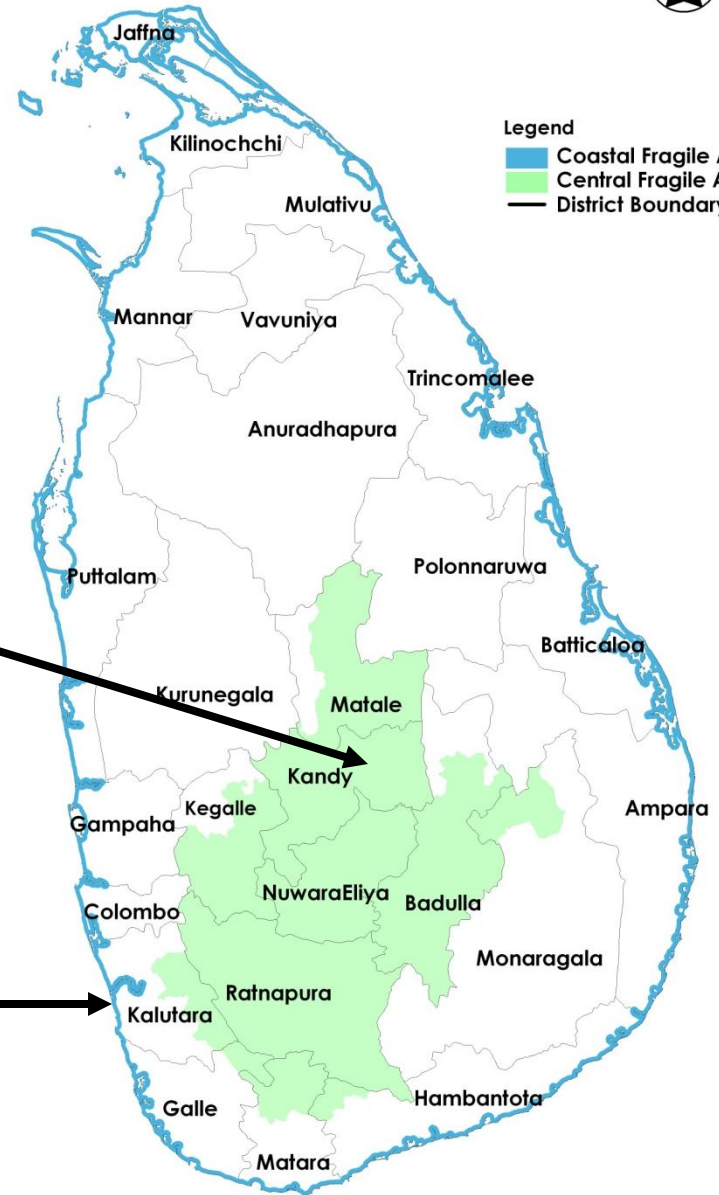 Jaffna
Kilinochchi
Legend
Coastal Fragile
Central Fragile
District Boundary
Mulativu
Mannar
Vavuniya
Trincomalee
Anuradhapura
Polonnaruwa
Puttalam
Batticaloa
Kurunegala
Matale
Kandy
Kegalle
Ampara
Gampaha
NuwaraEliya
Badulla
Colombo
Monaragala
Ratnapura
Kalutara
Hambantota
Galle
Matara